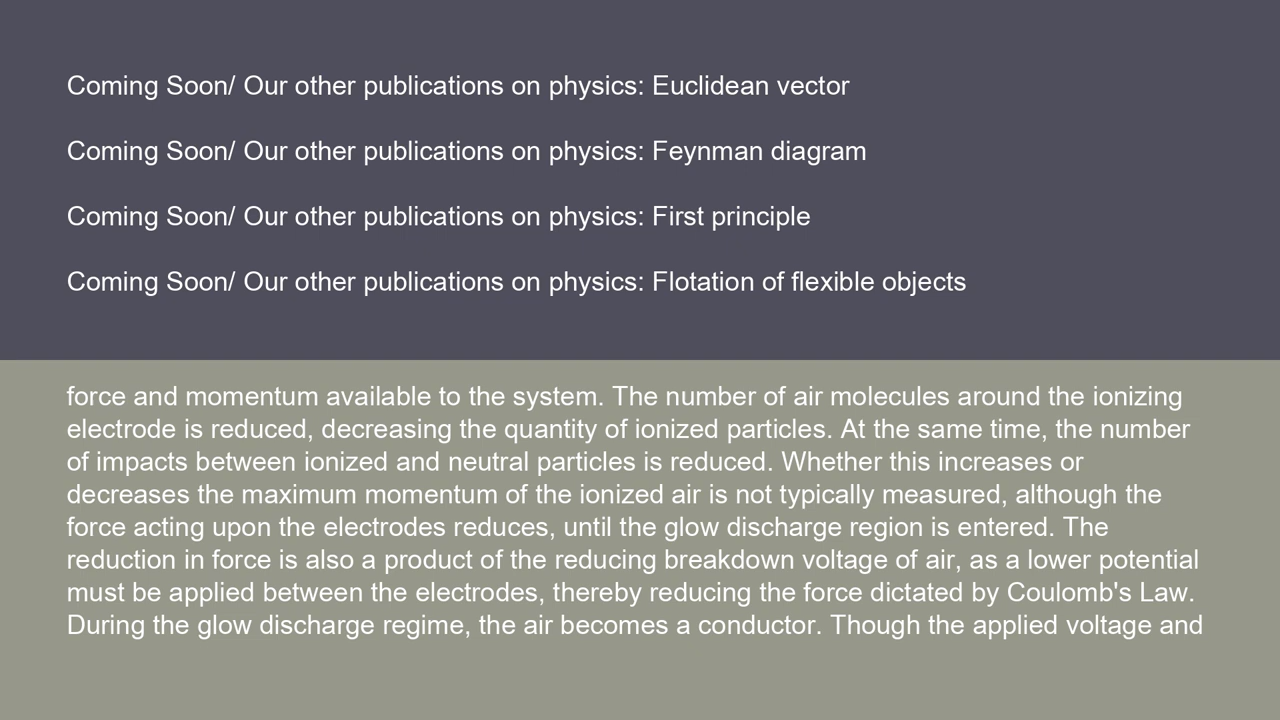 Coming Soon/ Our other publications on physics: Euclidean vector
Coming Soon/ Our other publications on physics: Feynman diagram
Coming Soon/ Our other publications on physics: First principle
Coming Soon/ Our other publications on physics: Flotation of flexible objects
force and momentum available to the system. The number of air molecules around the ionizing
electrode is reduced, decreasing the quantity of ionized particles. At the same time, the number
of impacts between ionized and neutral particles is reduced. Whether this increases or
decreases the maximum momentum of the ionized air is not typically measured, although the
force acting upon the electrodes reduces, until the glow discharge region is entered. The
reduction in force is also a product of the reducing breakdown voltage of air, as a lower potential
must be applied between the electrodes, thereby reducing the force dictated by Coulomb's Law.
During the glow discharge regime, the air becomes a conductor. Though the applied voltage and